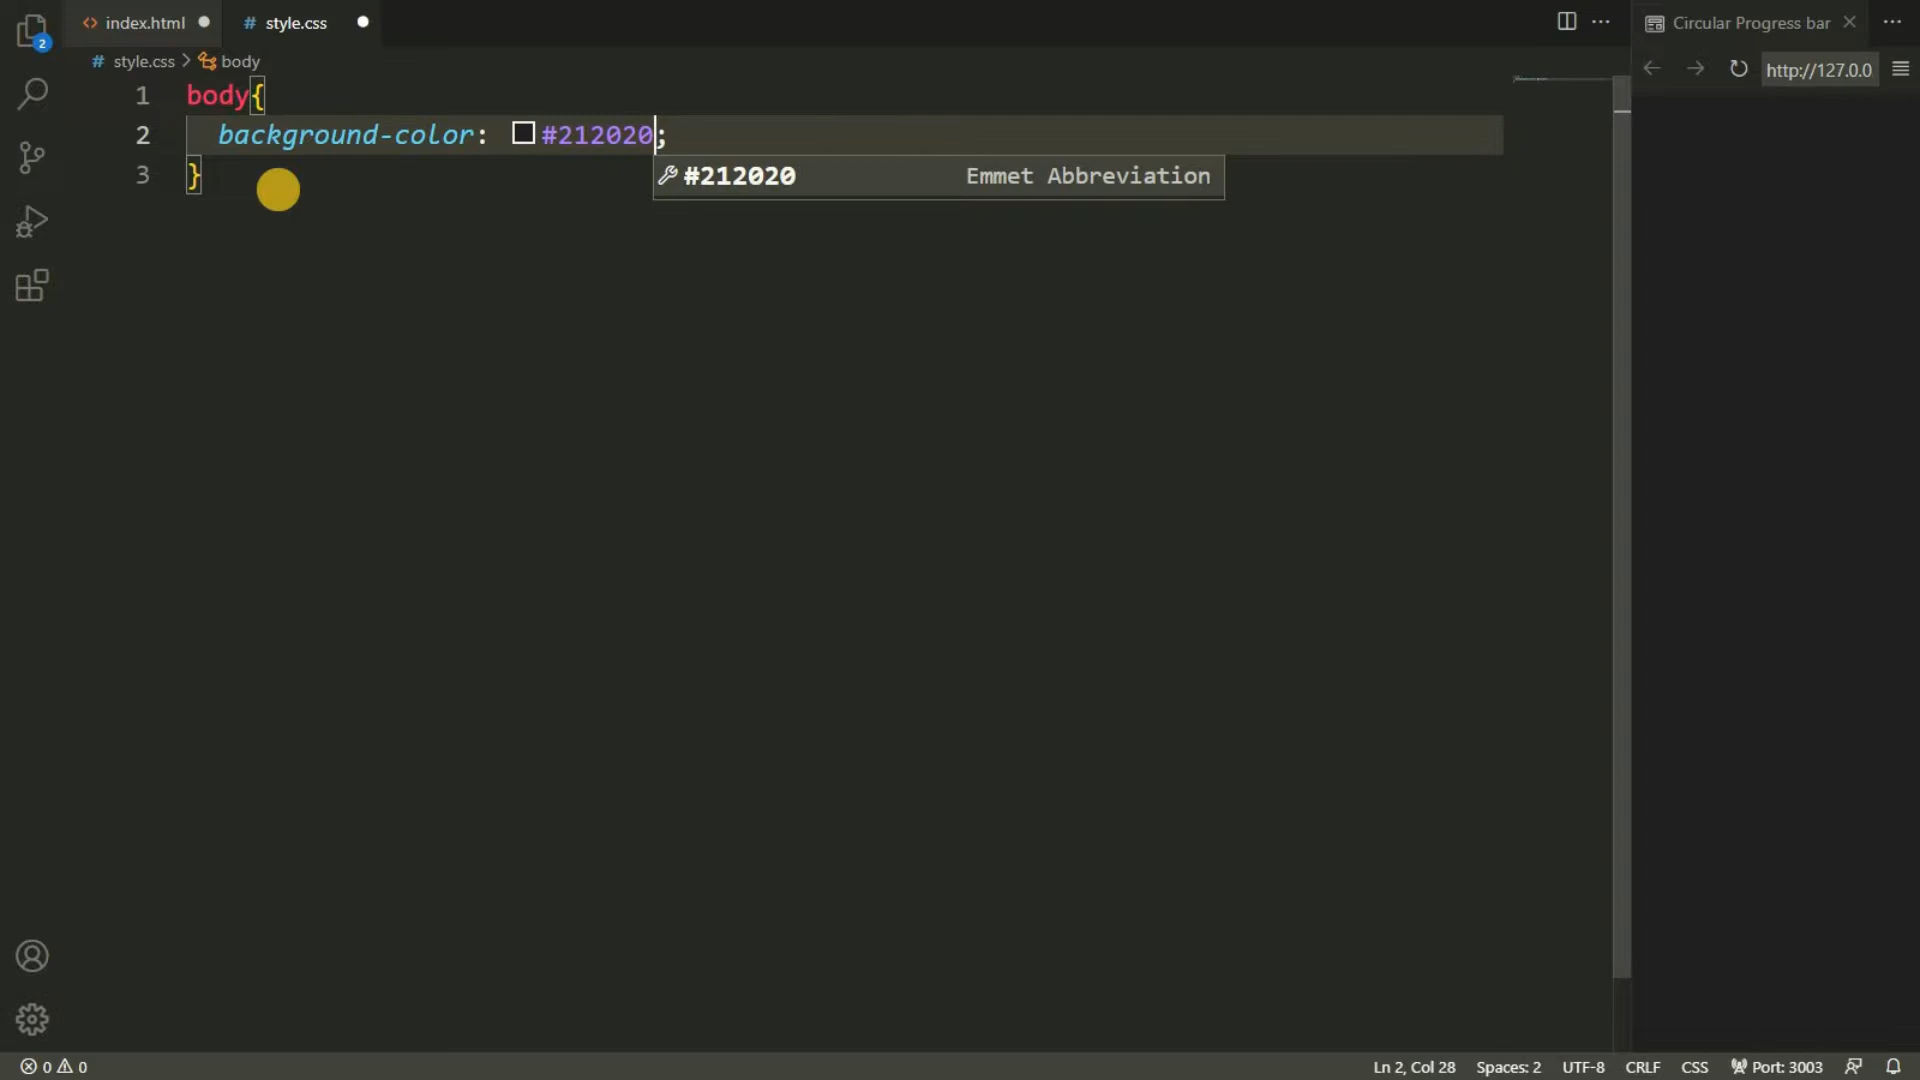 index.html
style.css
Circular Progress bar
style.css
body
http://127.0.0
1 body{
2 background-color: #212020;
#212020 Emmet Abbreviation
3 }
2
0 0
Ln 2, Col 28 Spaces: 2 UTF-8 CRLF CSS Port: 3003